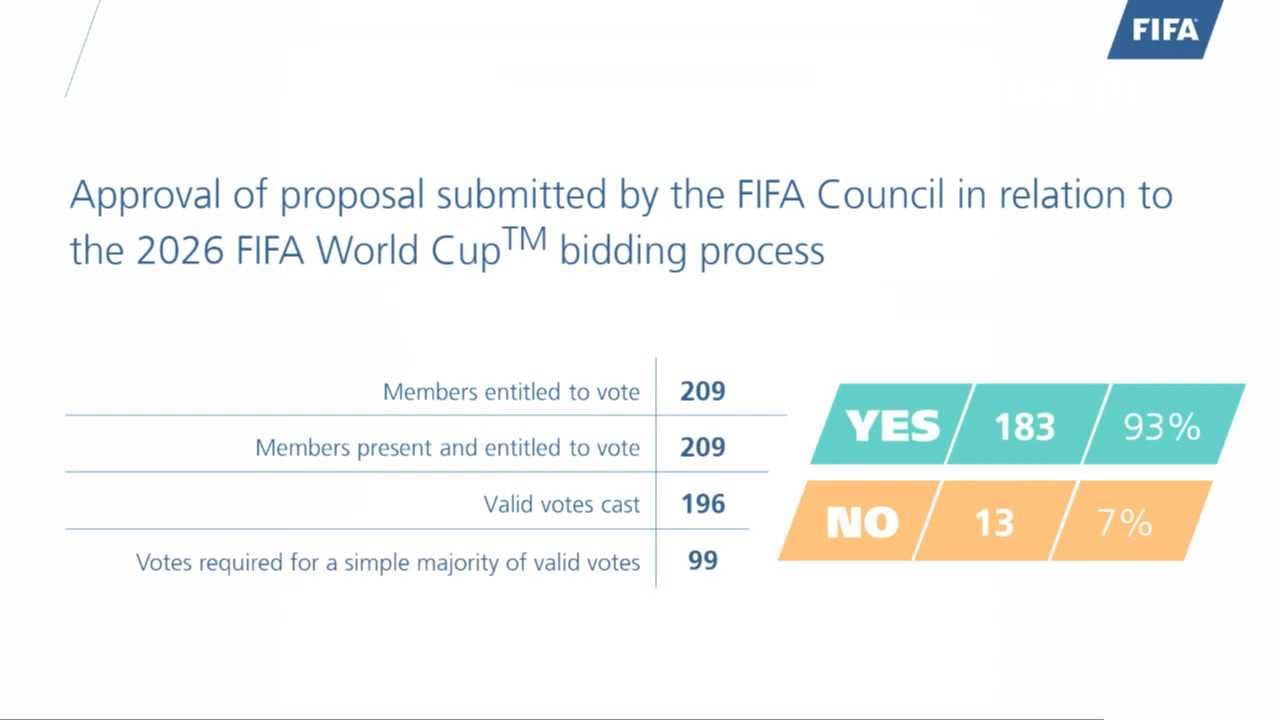 FIFA
Approval of proposal submitted by the FIFA Council in relation to
the 2026 FIFA World Cup™ bidding process
Members entitled to vote 209
Members present and entitled to vote 209
Valid votes cast 196
Votes required for a simple majority of valid votes 99
YES 183 93%
NO 13 7%